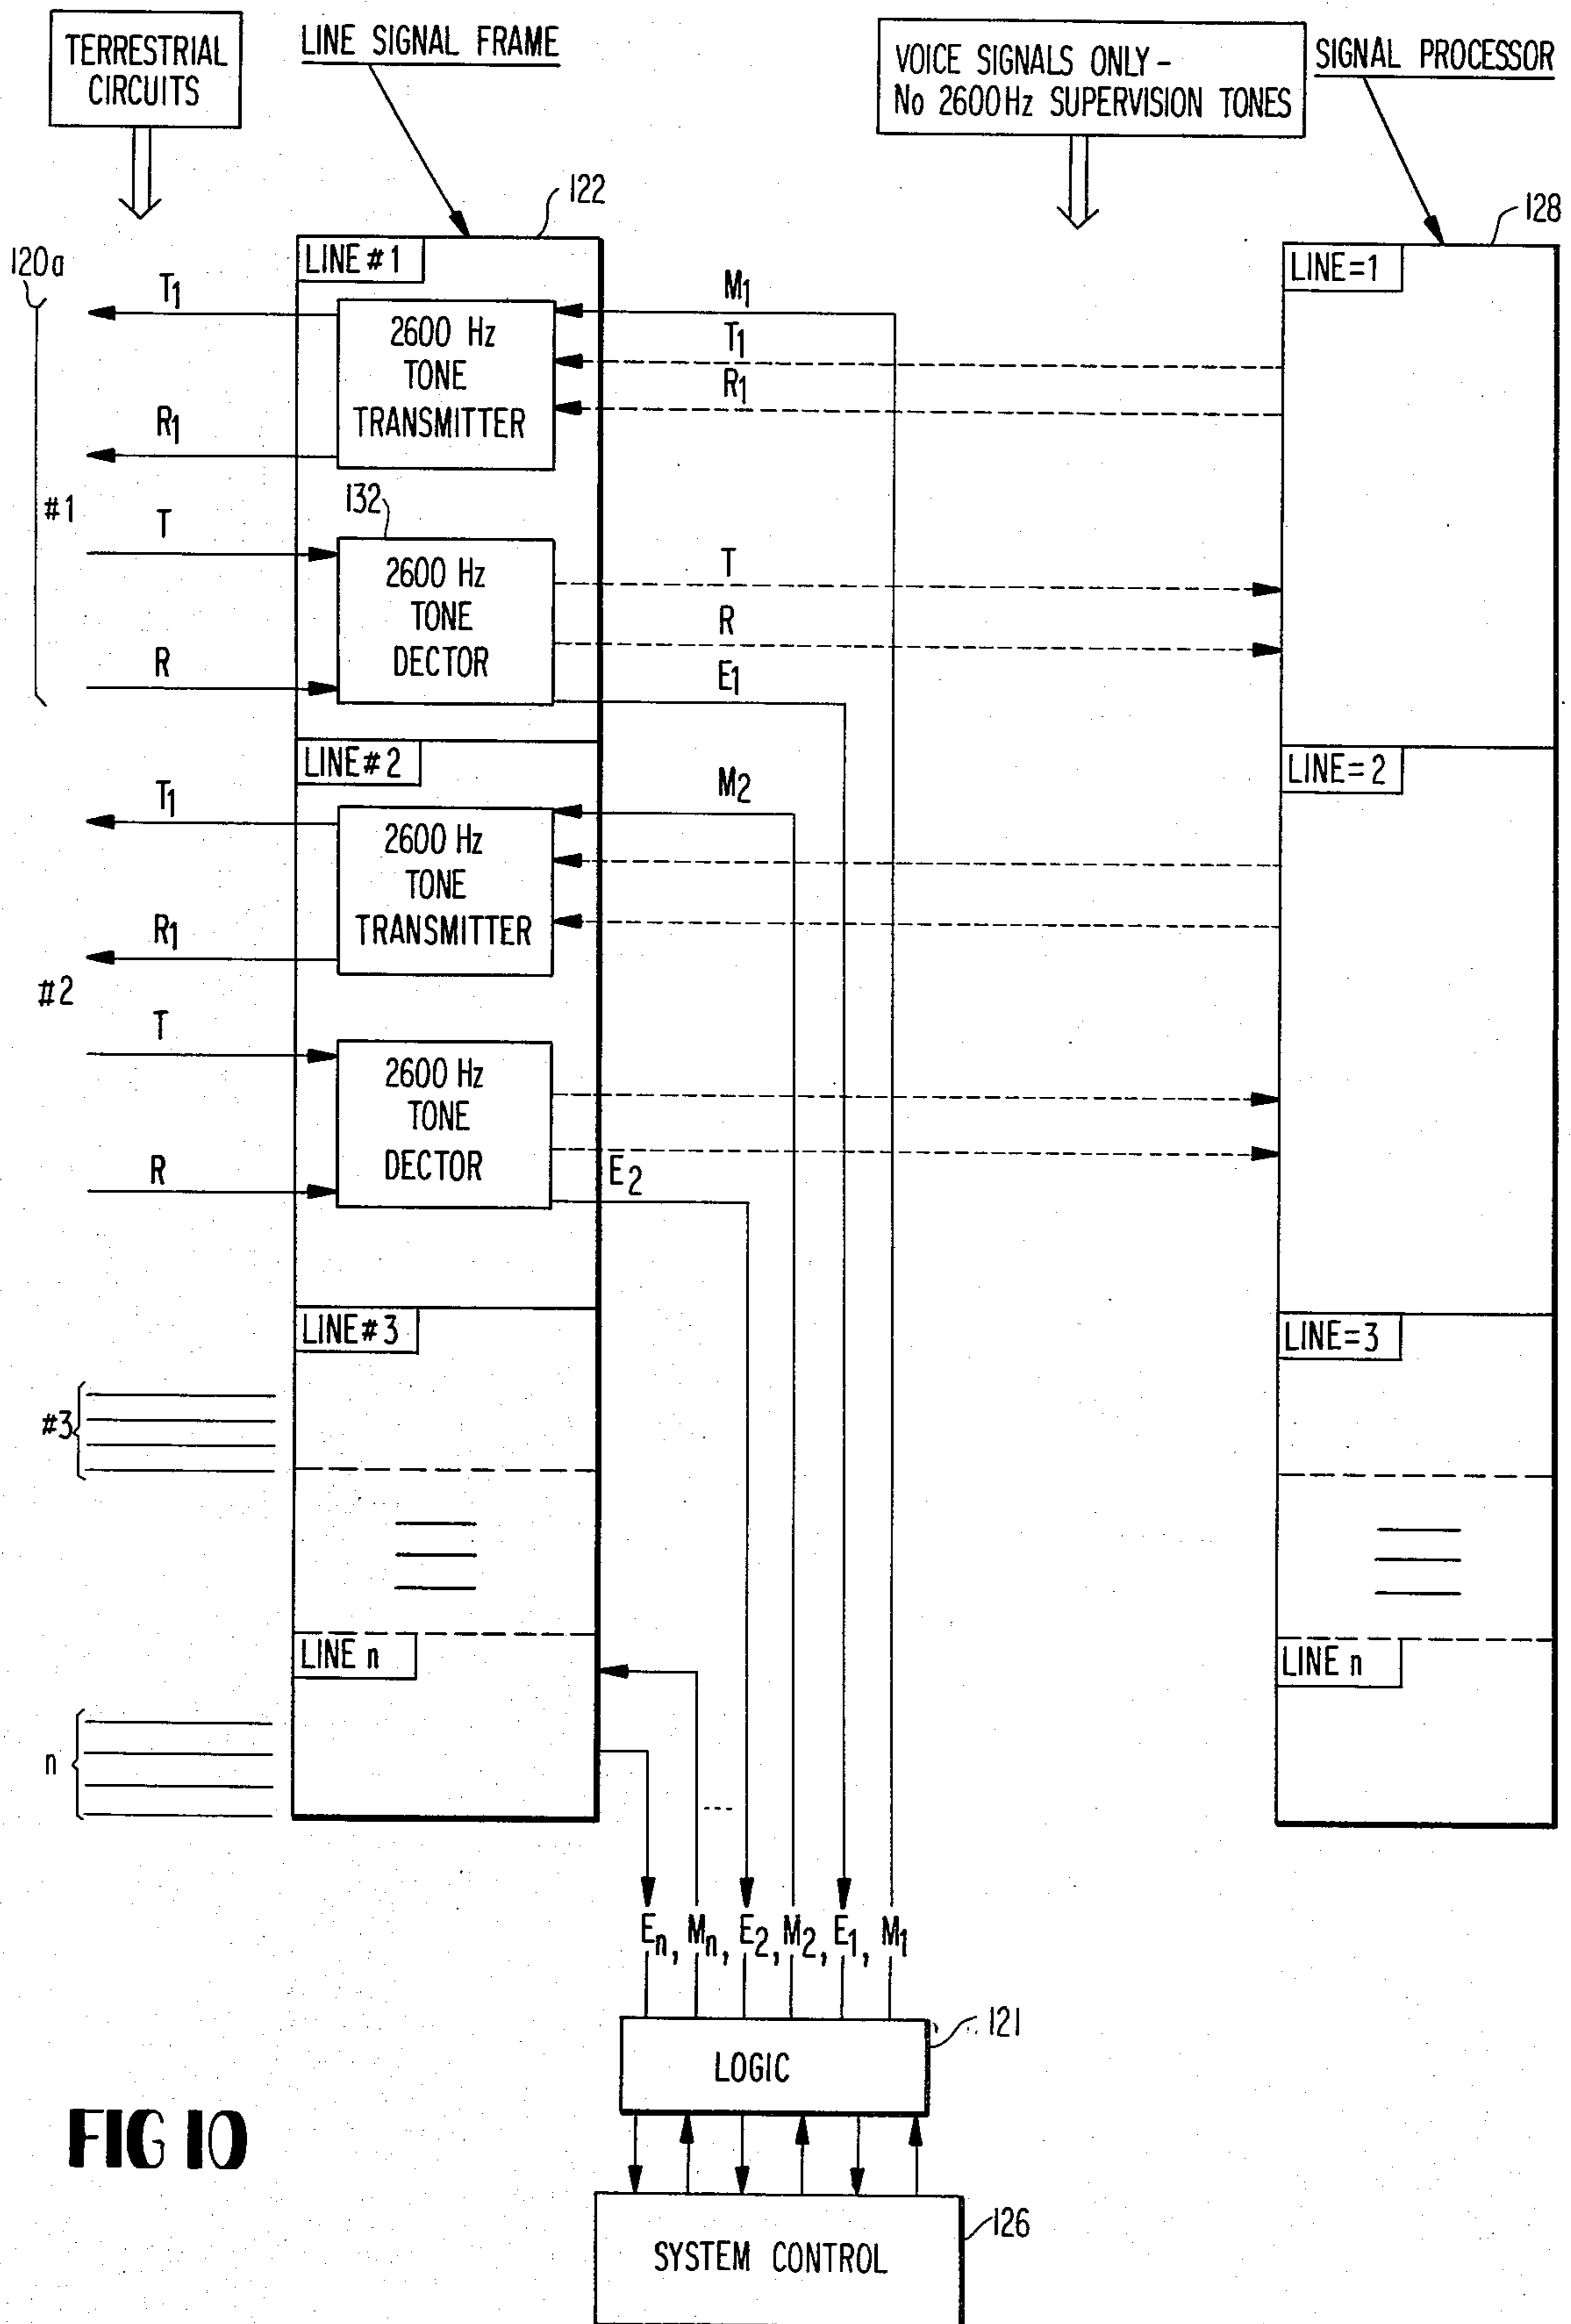 TERRESTRIAL
CIRCUITS
LINE SIGNAL FRAME
VOICE SIGNALS ONLY -
No 2600Hz SUPERVISION TONES
SIGNAL PROCESSOR
122
128
120a
LINE #1
LINE=1
T1
M1
2600 Hz
TONE
TRANSMITTER
T1
R1
R1
132
#1
T
2600 Hz
TONE
DECTOR
T
R
R
E1
LINE #2
LINE=2
T1
M2
2600 Hz
TONE
TRANSMITTER
R1
#2
T
2600 Hz
TONE
DECTOR
R
E2
LINE #3
LINE=3
#3
LINE n
LINE n
n
En, Mn, E2, M2, E1, M1
121
LOGIC
FIG 10
126
SYSTEM CONTROL